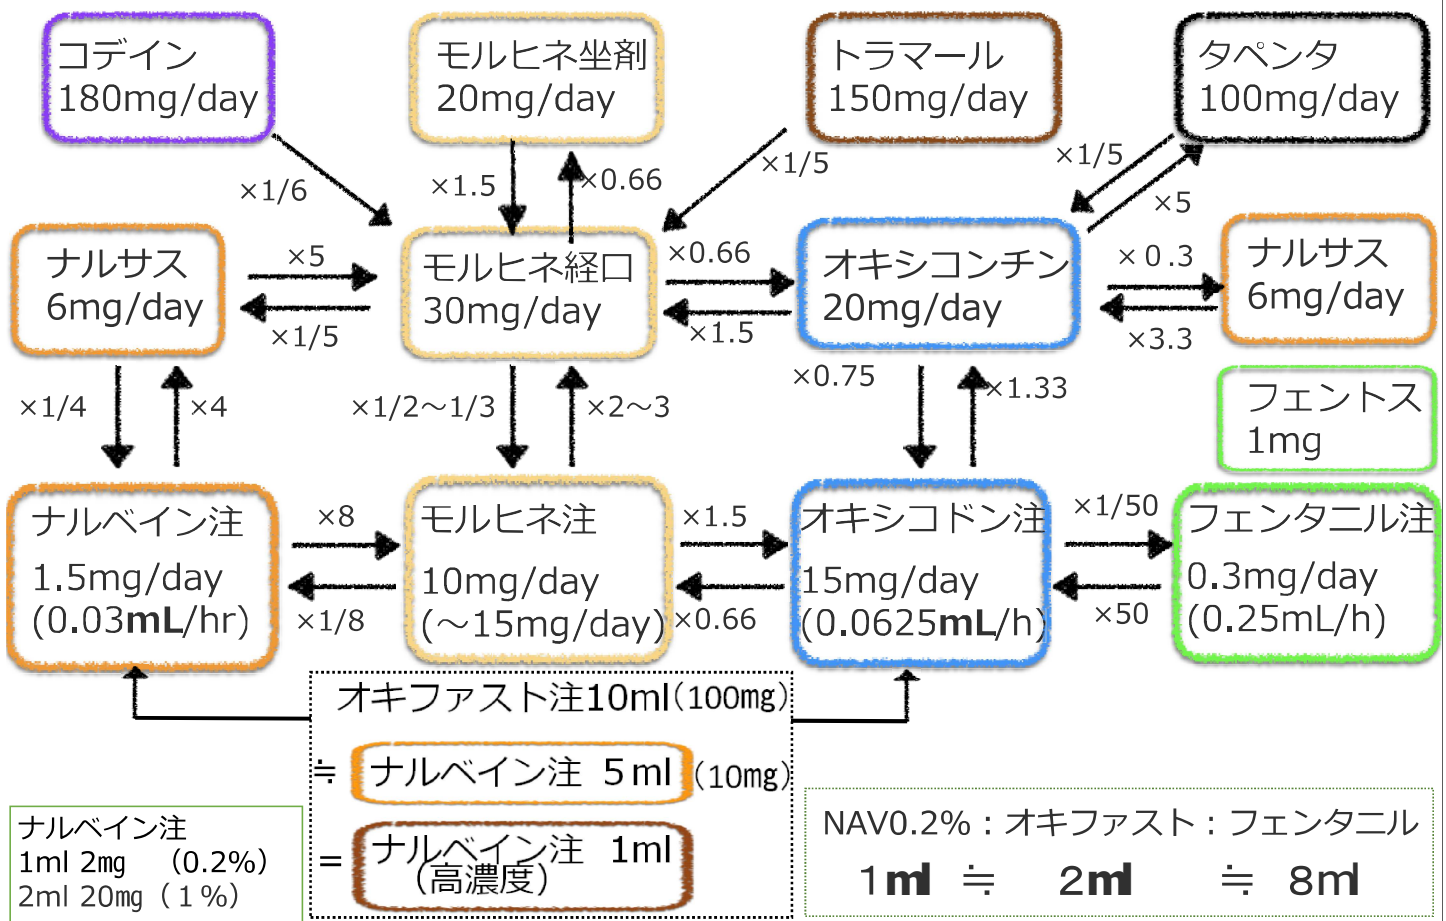 コデイン
180mg/day
モルヒネ坐剤
20mg/day
トラマール
150mg/day
タペンタ
100mg/day
×1/6
×1.5
×0.66
×1/5
×1/5
×5
ナルサス
6mg/day
×5
×1/5
モルヒネ経口
30mg/day
×0.66
×1.5
オキシコンチン
20mg/day
×0.3
×3.3
ナルサス
6mg/day
×1/4
×4
×1/2～1/3
×2～3
×0.75
×1.33
フェントス
1mg
ナルベイン注
1.5mg/day
(0.03mL/hr)
×8
×1/8
モルヒネ注
10mg/day
(～15mg/day)
×1.5
×0.66
オキシコドン注
15mg/day
(0.0625mL/h)
×1/50
×50
フェンタニル注
0.3mg/day
(0.25mL/h)
オキファスト注10ml(100mg)
≒ ナルベイン注 5ml (10mg)
= ナルベイン注 1ml
(高濃度)
ナルベイン注
1ml 2mg （0.2%）
2ml 20mg（1%）
NAV0.2%：オキファスト：フェンタニル
1ml ≒ 2ml ≒ 8ml